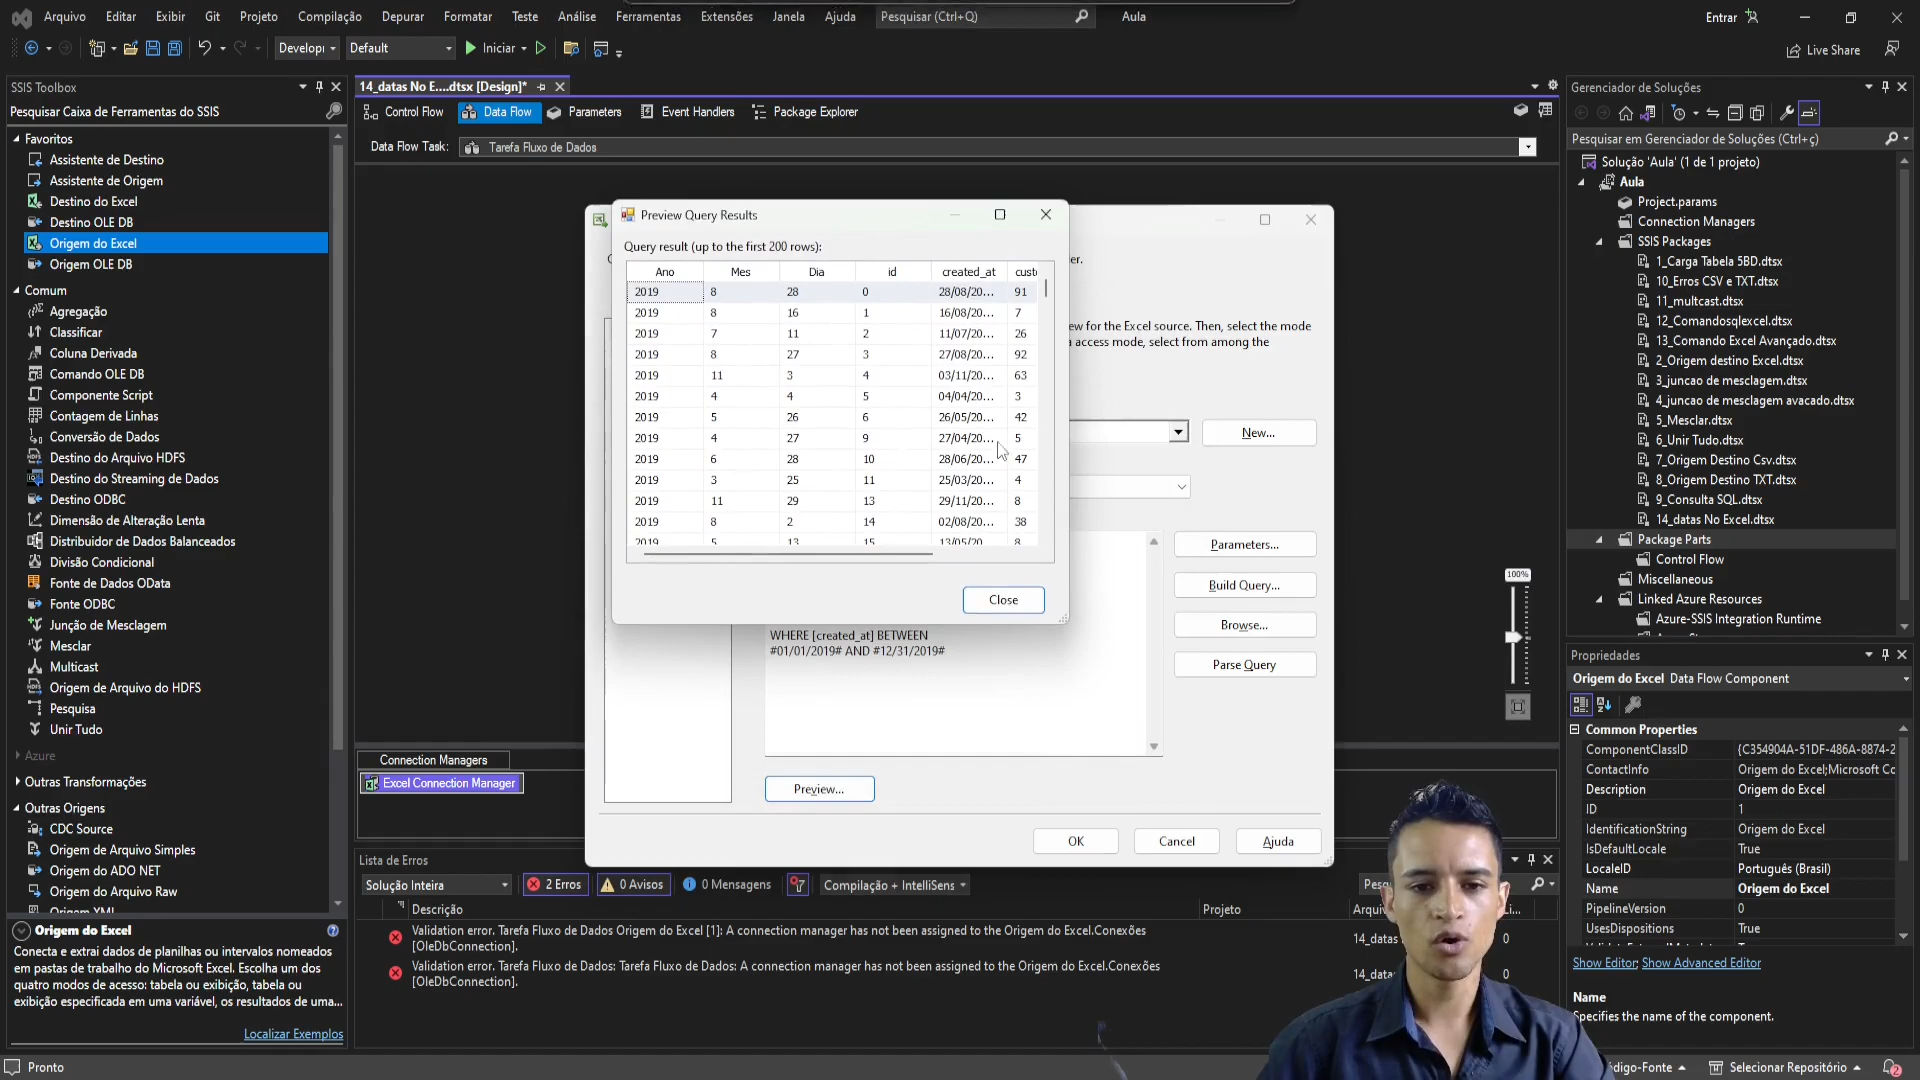 Arquivo Editar Exibir Git Projeto Compilação Depurar Formatar Teste Análise Ferramentas Extensões Janela Ajuda Pesquisar (Ctrl+Q) Aula Entrar
Develop Default Iniciar Live Share
SSIS Toolbox
Pesquisar Caixa de Ferramentas do SSIS
Favoritos
Assistente de Destino
Assistente de Origem
Destino do Excel
Destino OLE DB
Origem do Excel
Origem OLE DB
Comum
Agregação
Classificar
Coluna Derivada
Comando OLE DB
Componente Script
Contagem de Linhas
Conversão de Dados
Destino do Arquivo HDFS
Destino do Streaming de Dados
Destino ODBC
Dimensão de Alteração Lenta
Distribuidor de Dados Balanceados
Divisão Condicional
Fonte de Dados OData
Fonte ODBC
Junção de Mesclagem
Mesclar
Multicast
Origem de Arquivo do HDFS
Pesquisa
Unir Tudo
Azure
Outras Transformações
Outras Origens
CDC Source
Origem de Arquivo Simples
Origem do ADO NET
Origem do Arquivo Raw
Origem XML
Origem do Excel
Conecta e extrai dados de planilhas ou intervalos nomeados
em pastas de trabalho do Microsoft Excel. Escolha um dos
quatro modos de acesso: tabela ou exibição, tabela ou
exibição especificada em uma variável, os resultados de uma...
Localizar Exemplos
Pronto
14_datas No E....dtsx [Design]*
Control Flow Data Flow Parameters Event Handlers Package Explorer
Data Flow Task: Tarefa Fluxo de Dados
Preview Query Results
Query result (up to the first 200 rows):
Ano Mes Dia id created_at custo
2019 8 28 0 28/08/20... 91
2019 8 16 1 16/08/20... 7
2019 7 11 2 11/07/20... 26
2019 8 27 3 27/08/20... 92
2019 11 3 4 03/11/20... 63
2019 4 4 5 04/04/20... 3
2019 5 26 6 26/05/20... 42
2019 4 27 9 27/04/20... 5
2019 6 28 10 28/06/20... 47
2019 3 25 11 25/03/20... 4
2019 11 29 13 29/11/20... 8
2019 8 2 14 02/08/20... 38
2019 5 13 15 13/05/20 8
Close
er.
ew for the Excel source. Then, select the mode
a access mode, select from among the
New...
Parameters...
Build Query...
Browse...
Parse Query
WHERE [created_at] BETWEEN
#01/01/2019# AND #12/31/2019#
Preview...
OK Cancel Ajuda
100%
Connection Managers
Excel Connection Manager
Lista de Erros
Solução Inteira 2 Erros 0 Avisos 0 Mensagens Compilação + IntelliSens
Descrição Projeto
Validation error. Tarefa Fluxo de Dados Origem do Excel [1]: A connection manager has not been assigned to the Origem do Excel.Conexões
[OleDbConnection]. 14_datas 0
Validation error. Tarefa Fluxo de Dados: Tarefa Fluxo de Dados: A connection manager has not been assigned to the Origem do Excel.Conexões
[OleDbConnection]. 14_data 0
Gerenciador de Soluções
Pesquisar em Gerenciador de Soluções (Ctrl+ç)
Solução 'Aula' (1 de 1 projeto)
Aula
Project.params
Connection Managers
SSIS Packages
1_Carga Tabela 5BD.dtsx
10_Erros CSV e TXT.dtsx
11_multcast.dtsx
12_Comandosqlexcel.dtsx
13_Comando Excel Avançado.dtsx
2_Origem destino Excel.dtsx
3_juncao de mesclagem.dtsx
4_juncao de mesclagem avacado.dtsx
5_Mesclar.dtsx
6_Unir Tudo.dtsx
7_Origem Destino Csv.dtsx
8_Origem Destino TXT.dtsx
9_Consulta SQL.dtsx
14_datas No Excel.dtsx
Package Parts
Control Flow
Miscellaneous
Linked Azure Resources
Azure-SSIS Integration Runtime
Propriedades
Origem do Excel Data Flow Component
Common Properties
ComponentClassID {C354904A-51DF-486A-8874-2
ContactInfo Origem do Excel;Microsoft Co
Description Origem do Excel
ID 1
IdentificationString Origem do Excel
IsDefaultLocale True
LocaleID Português (Brasil)
Name Origem do Excel
PipelineVersion 0
UsesDispositions True
Show Editor, Show Advanced Editor
Name
Specifies the name of the component.
Selecionar Repositório
2